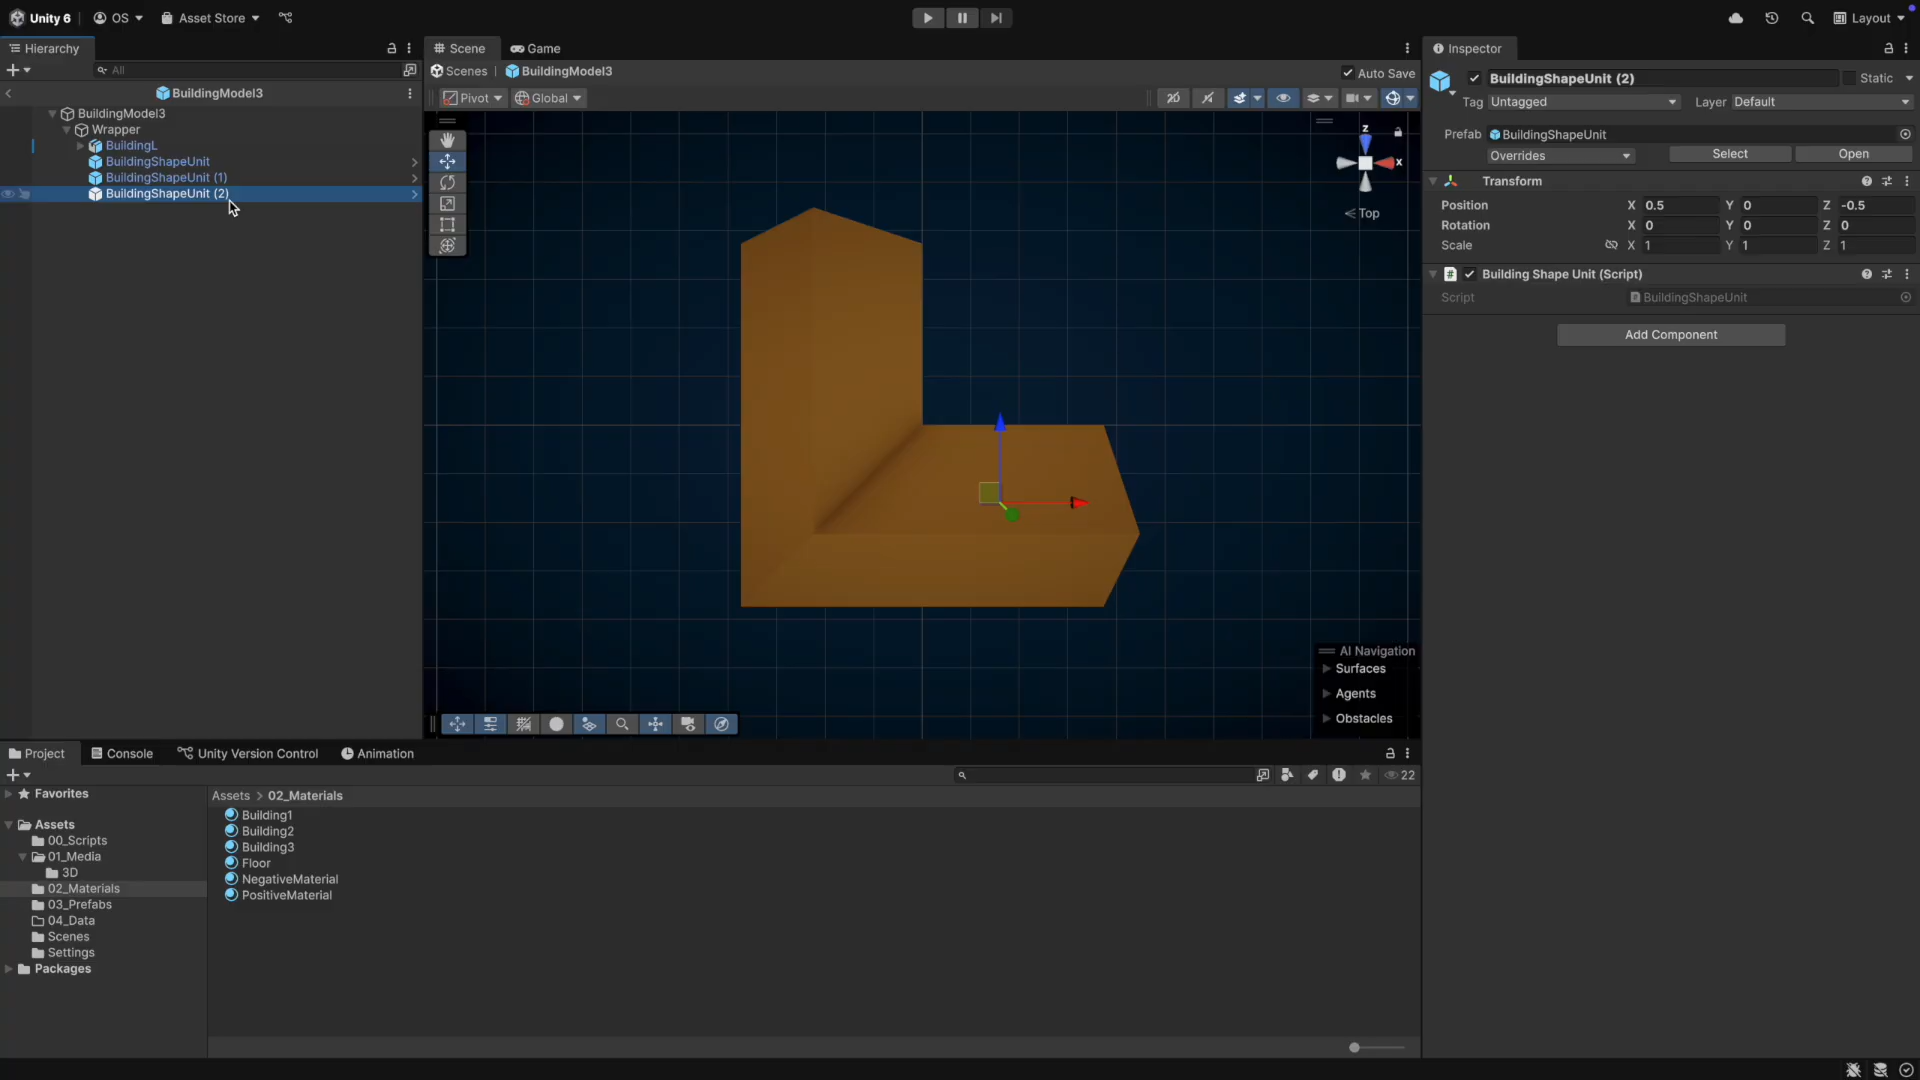 Unity 6 OS Asset Store Layout
Hierarchy
All
BuildingModel3
BuildingModel3
Wrapper
BuildingL
BuildingShapeUnit
BuildingShapeUnit (1)
BuildingShapeUnit (2)
Scene Game
Scenes | BuildingModel3 Auto Save
Pivot Global 2D
z
x
< Top
AI Navigation
Surfaces
Agents
Obstacles
Inspector
BuildingShapeUnit (2) Static
Tag Untagged Layer Default
Prefab BuildingShapeUnit
Overrides Select Open
Transform
Position X 0.5 Y 0 Z -0.5
Rotation X 0 Y 0 Z 0
Scale X 1 Y 1 Z 1
# Building Shape Unit (Script)
Script BuildingShapeUnit
Add Component
Project Console Unity Version Control Animation
22
Favorites
Assets
00_Scripts
01_Media
3D
02_Materials
03_Prefabs
04_Data
Scenes
Settings
Packages
Assets > 02_Materials
Building1
Building2
Building3
Floor
NegativeMaterial
PositiveMaterial